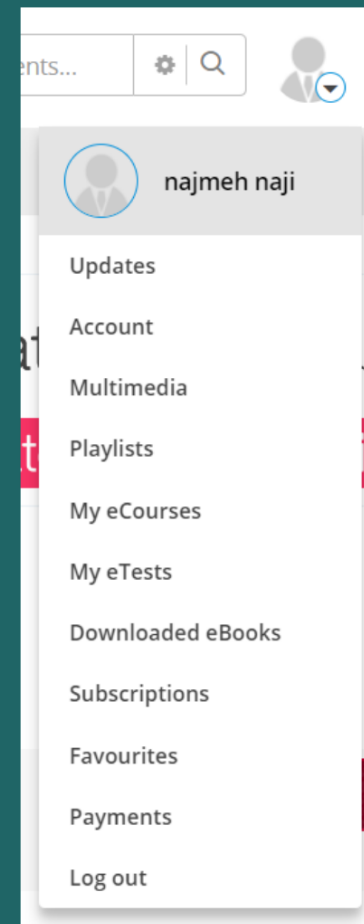 ents...
najmeh naji
Updates
Account
Multimedia
Playlists
My eCourses
My eTests
Downloaded eBooks
Subscriptions
Favourites
Payments
Log out